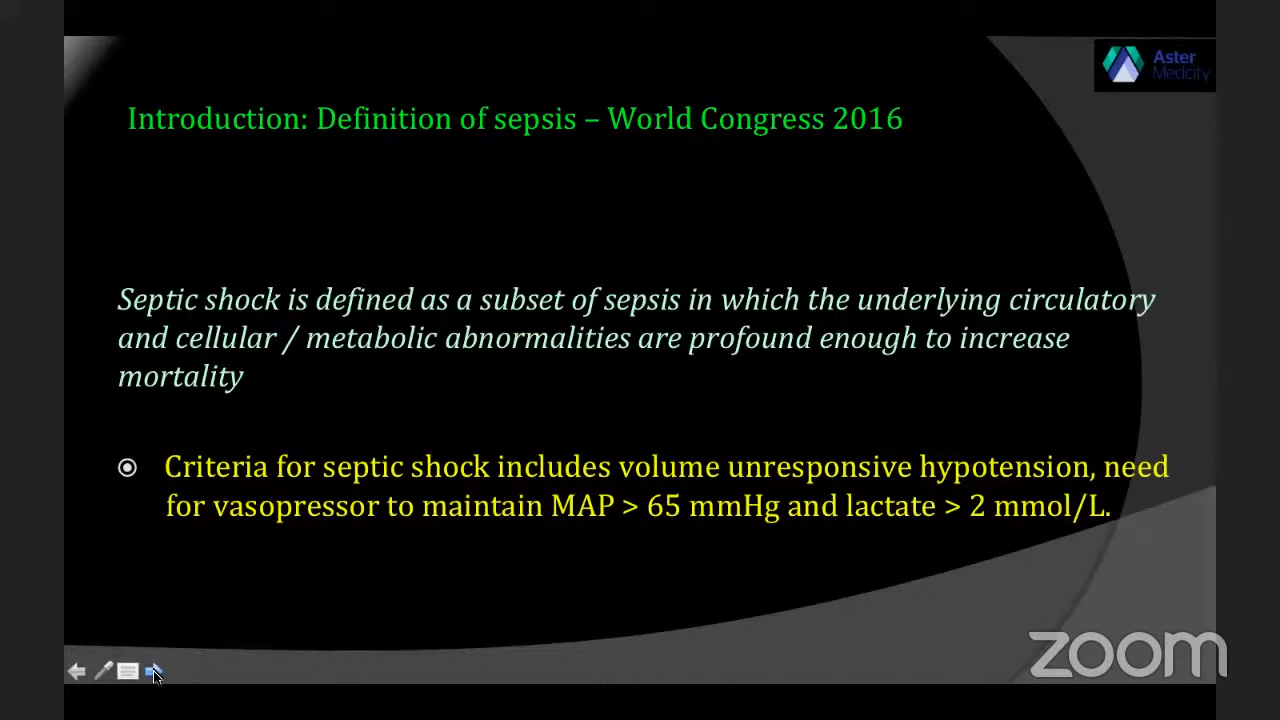 Aster
Medcity
Introduction: Definition of sepsis – World Congress 2016
Septic shock is defined as a subset of sepsis in which the underlying circulatory
and cellular / metabolic abnormalities are profound enough to increase
mortality
Criteria for septic shock includes volume unresponsive hypotension, need
for vasopressor to maintain MAP > 65 mmHg and lactate > 2 mmol/L.
zoom